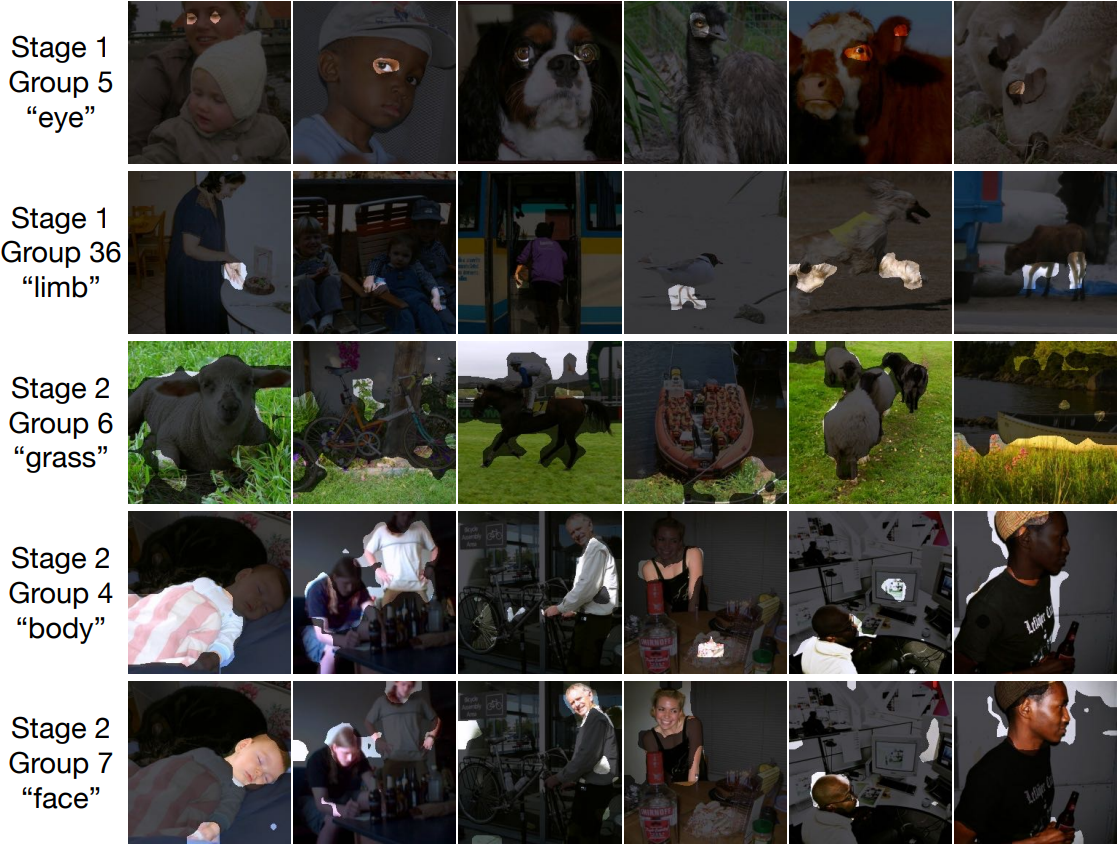 Stage 1
Group 5
“eye”
Stage 1
Group 36
“limb”
Stage 2
Group 6
“grass”
Stage 2
Group 4
“body”
Stage 2
Group 7
“face”